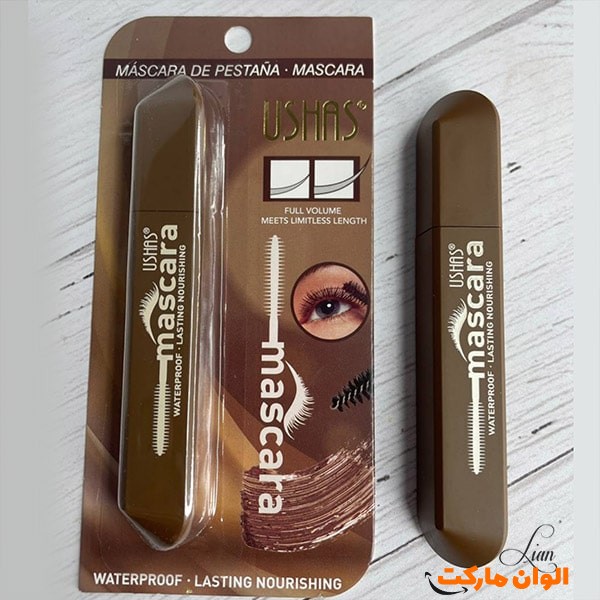 MÁSCARA DE PESTAÑA · MASCARA
USHAS®
FULL VOLUME
MEETS LIMITLESS LENGTH
mascara
WATERPROOF · LASTING NOURISHING
USHAS®
mascara
WATERPROOF · LASTING NOURISHING
USHAS®
mascara
WATERPROOF · LASTING NOURISHING
Lian
الوان مارکت